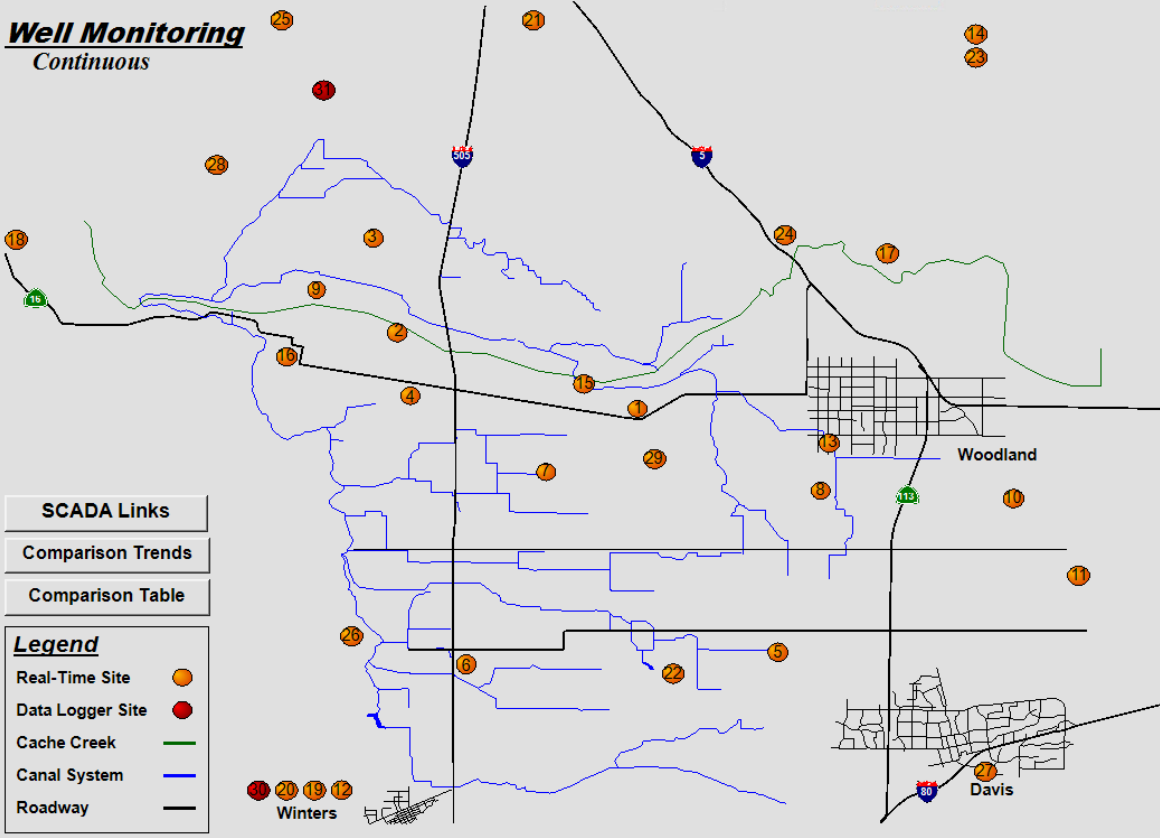 Well Monitoring
Continuous
25
21
14
23
31
505
5
28
18
3
24
17
16
9
2
16
15
4
1
13
Woodland
29
7
8
113
10
SCADA Links
Comparison Trends
11
Comparison Table
Legend
26
5
6
22
Real-Time Site
Data Logger Site
Cache Creek
Canal System
Roadway
27
Davis
80
30 20 19 12
Winters